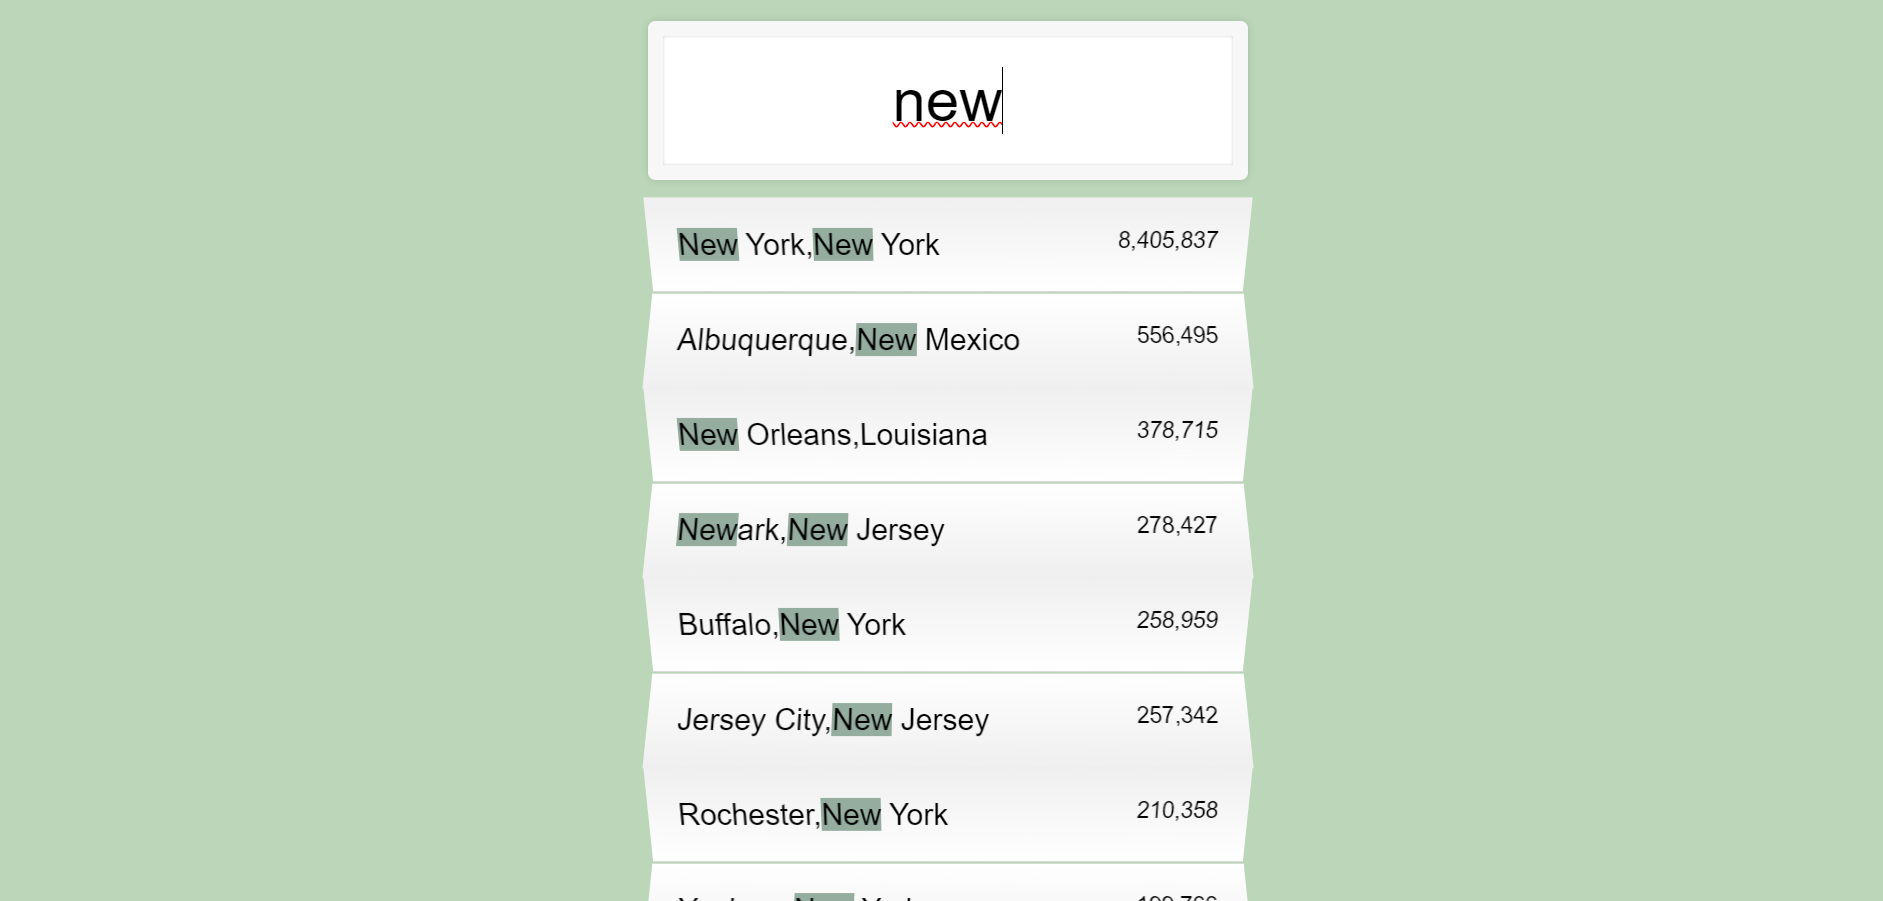 new
New York,New York 8,405,837
Albuquerque,New Mexico 556,495
New Orleans,Louisiana 378,715
Newark,New Jersey 278,427
Buffalo,New York 258,959
Jersey City,New Jersey 257,342
Rochester,New York 210,358